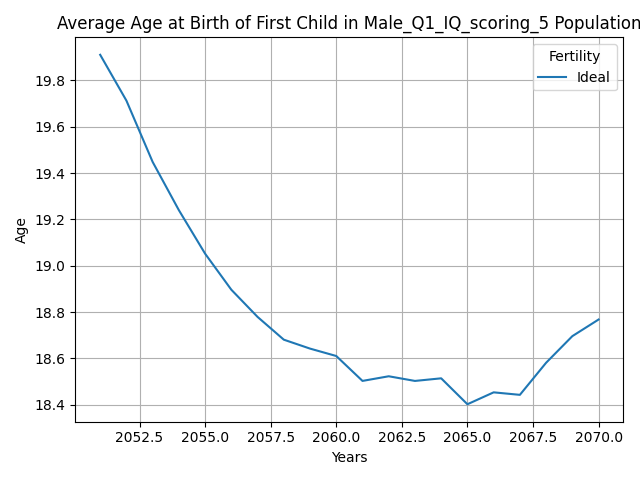 Average Age at Birth of First Child in Male_Q1_IQ_scoring_5 Population
Fertility
Ideal
19.8
19.6
19.4
19.2
19.0
18.8
18.6
18.4
Age
2052.5 2055.0 2057.5 2060.0 2062.5 2065.0 2067.5 2070.0
Years